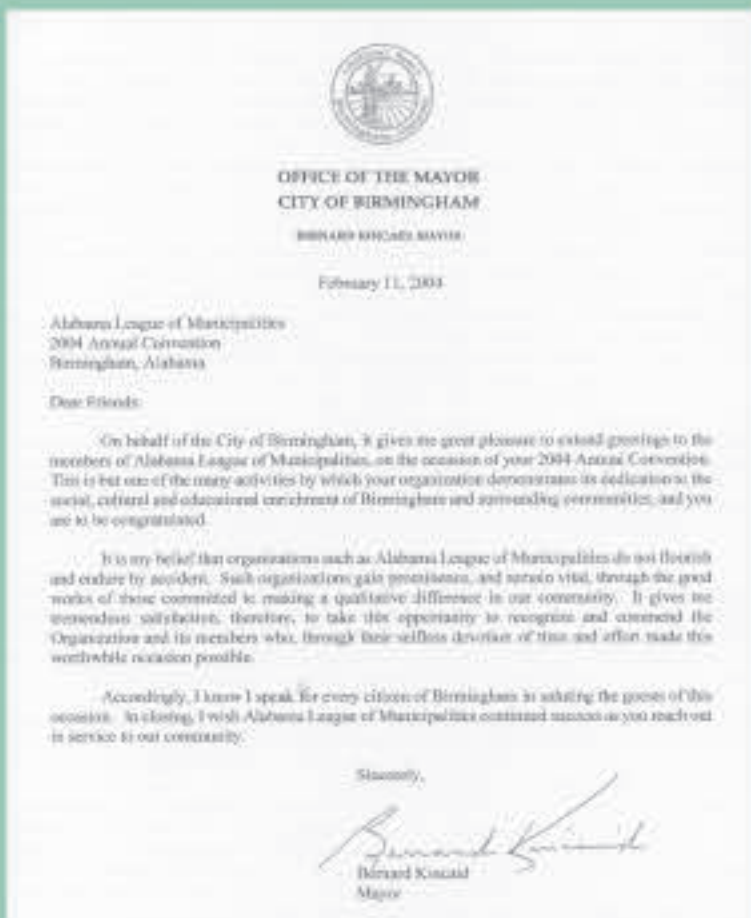 OFFICE OF THE MAYOR
CITY OF BIRMINGHAM
BERNARD KINCAID, MAYOR
February 11, 2004
Alabama League of Municipalities
2004 Annual Convention
Birmingham, Alabama
Dear Friends:
On behalf of the City of Birmingham, it gives me great pleasure to extend greetings to the
members of Alabama League of Municipalities, on the occasion of your 2004 Annual Convention.
This is but one of the many activities by which your organization demonstrates its dedication to the
social, cultural and educational enrichment of Birmingham and surrounding communities, and you
are to be congratulated.
It is my belief that organizations such as Alabama League of Municipalities do not flourish
and endure by accident. Such organizations gain prominence, and remain vital, through the good
works of those committed to making a qualitative difference in our community. It gives me
tremendous satisfaction, therefore, to take this opportunity to recognize and commend the
Organization and its members who, through their selfless devotion of time and effort made this
worthwhile occasion possible.
Accordingly, I know I speak for every citizen of Birmingham in saluting the guests of this
occasion. In closing, I wish Alabama League of Municipalities continued success as you reach out
in service to our community.
Sincerely,
Bernard Kincaid
Bernard Kincaid
Mayor